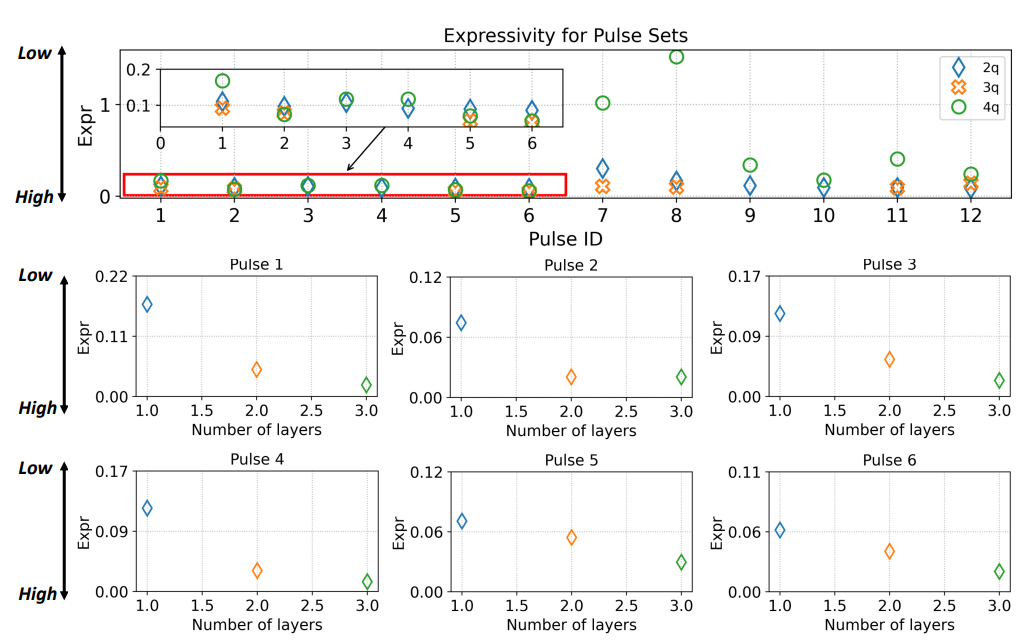 Expressivity for Pulse Sets
Low
High
Expr
1
0
0.2
0.1
0 1 2 3 4 5 6
2q
3q
4q
1 2 3 4 5 6 7 8 9 10 11 12
Pulse ID
Low
High
Pulse 1
Expr
0.22
0.11
0.00
1.0 1.5 2.0 2.5 3.0
Number of layers
Pulse 2
Expr
0.12
0.06
0.00
1.0 1.5 2.0 2.5 3.0
Number of layers
Pulse 3
Expr
0.17
0.09
0.00
1.0 1.5 2.0 2.5 3.0
Number of layers
Low
High
Pulse 4
Expr
0.17
0.09
0.00
1.0 1.5 2.0 2.5 3.0
Number of layers
Pulse 5
Expr
0.12
0.06
0.00
1.0 1.5 2.0 2.5 3.0
Number of layers
Pulse 6
Expr
0.11
0.06
0.00
1.0 1.5 2.0 2.5 3.0
Number of layers